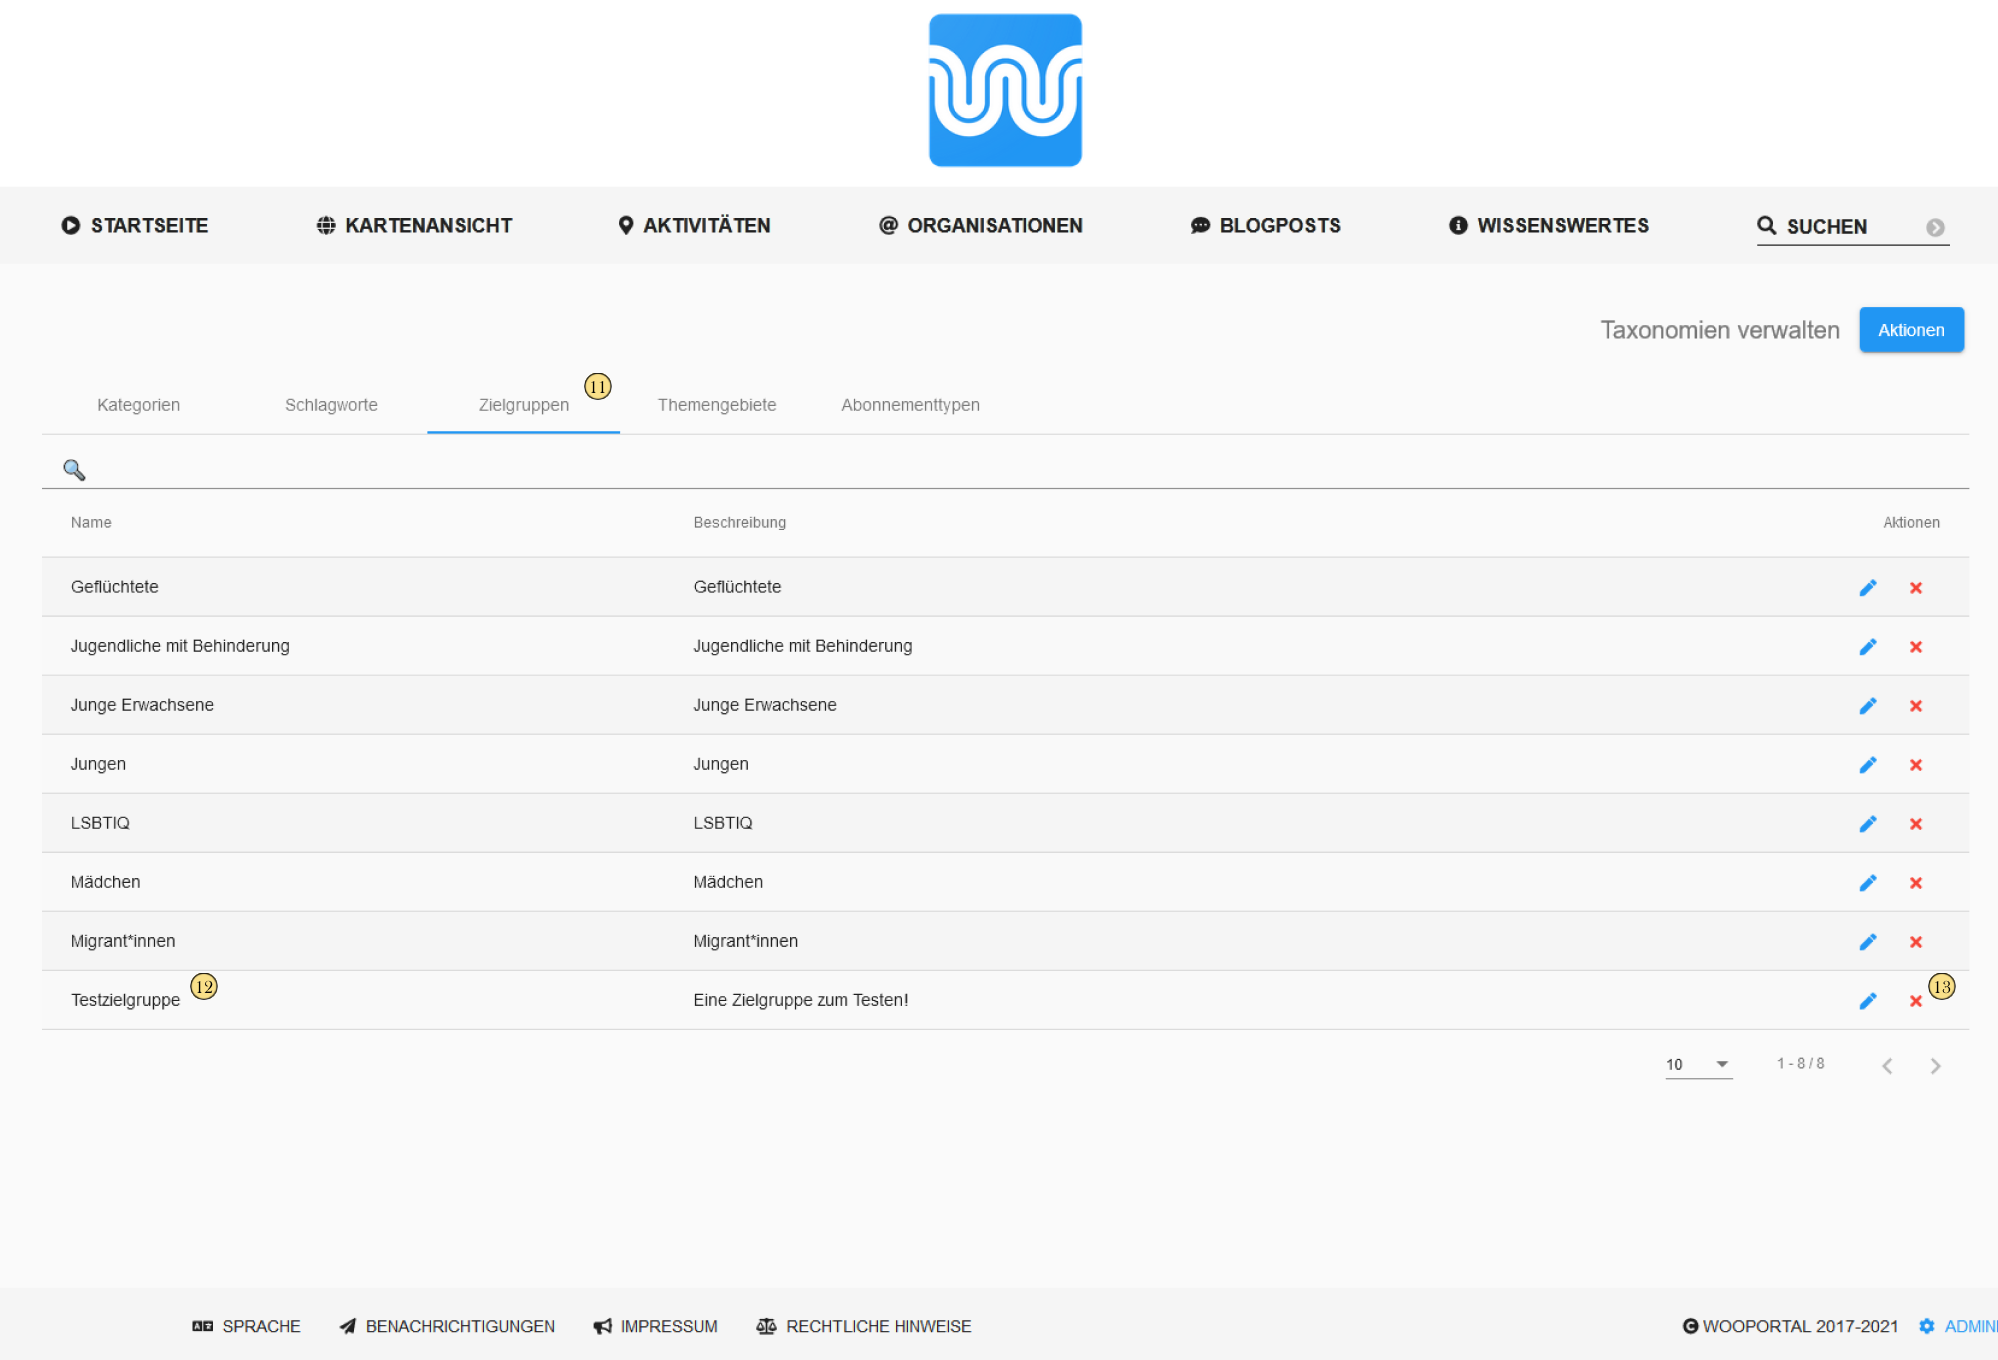 STARTSEITE KARTENANSICHT AKTIVITÄTEN ORGANISATIONEN BLOGPOSTS WISSENSWERTES SUCHEN
Taxonomien verwalten Aktionen
Kategorien Schlagworte Zielgruppen 11 Themengebiete Abonnementtypen
Name Beschreibung Aktionen
Geflüchtete Geflüchtete
Jugendliche mit Behinderung Jugendliche mit Behinderung
Junge Erwachsene Junge Erwachsene
Jungen Jungen
LSBTIQ LSBTIQ
Mädchen Mädchen
Migrant*innen Migrant*innen
Testzielgruppe 12 Eine Zielgruppe zum Testen! 13
10 1 - 8 / 8
SPRACHE BENACHRICHTIGUNGEN IMPRESSUM RECHTLICHE HINWEISE WOOPORTAL 2017-2021